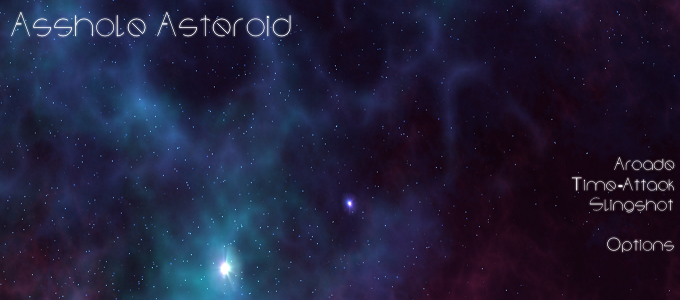 Asshole Asteroid
Arcade
Time-Attack
Slingshot
Options